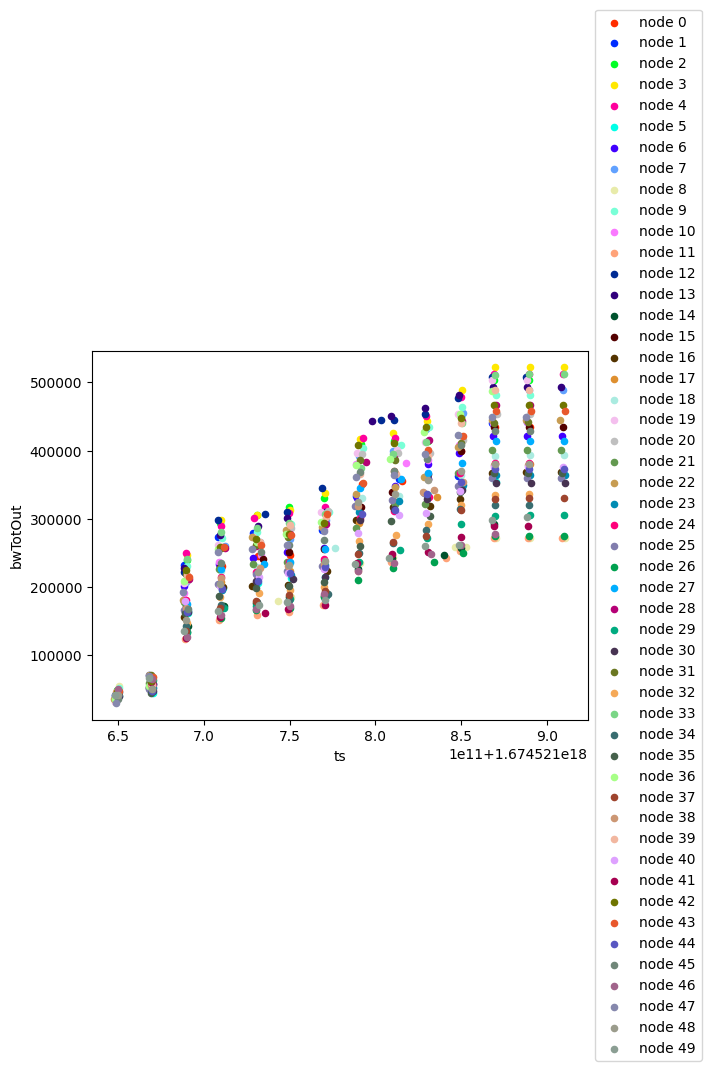 node 0
node 1
node 2
node 3
node 4
node 5
node 6
node 7
node 8
node 9
node 10
node 11
node 12
node 13
node 14
node 15
node 16
node 17
node 18
node 19
node 20
node 21
node 22
node 23
node 24
node 25
node 26
node 27
node 28
node 29
node 30
node 31
node 32
node 33
node 34
node 35
node 36
node 37
node 38
node 39
node 40
node 41
node 42
node 43
node 44
node 45
node 46
node 47
node 48
node 49
bwTotOut
500000
400000
300000
200000
100000
6.5 7.0 7.5 8.0 8.5 9.0
ts
1e11+1.674521e18